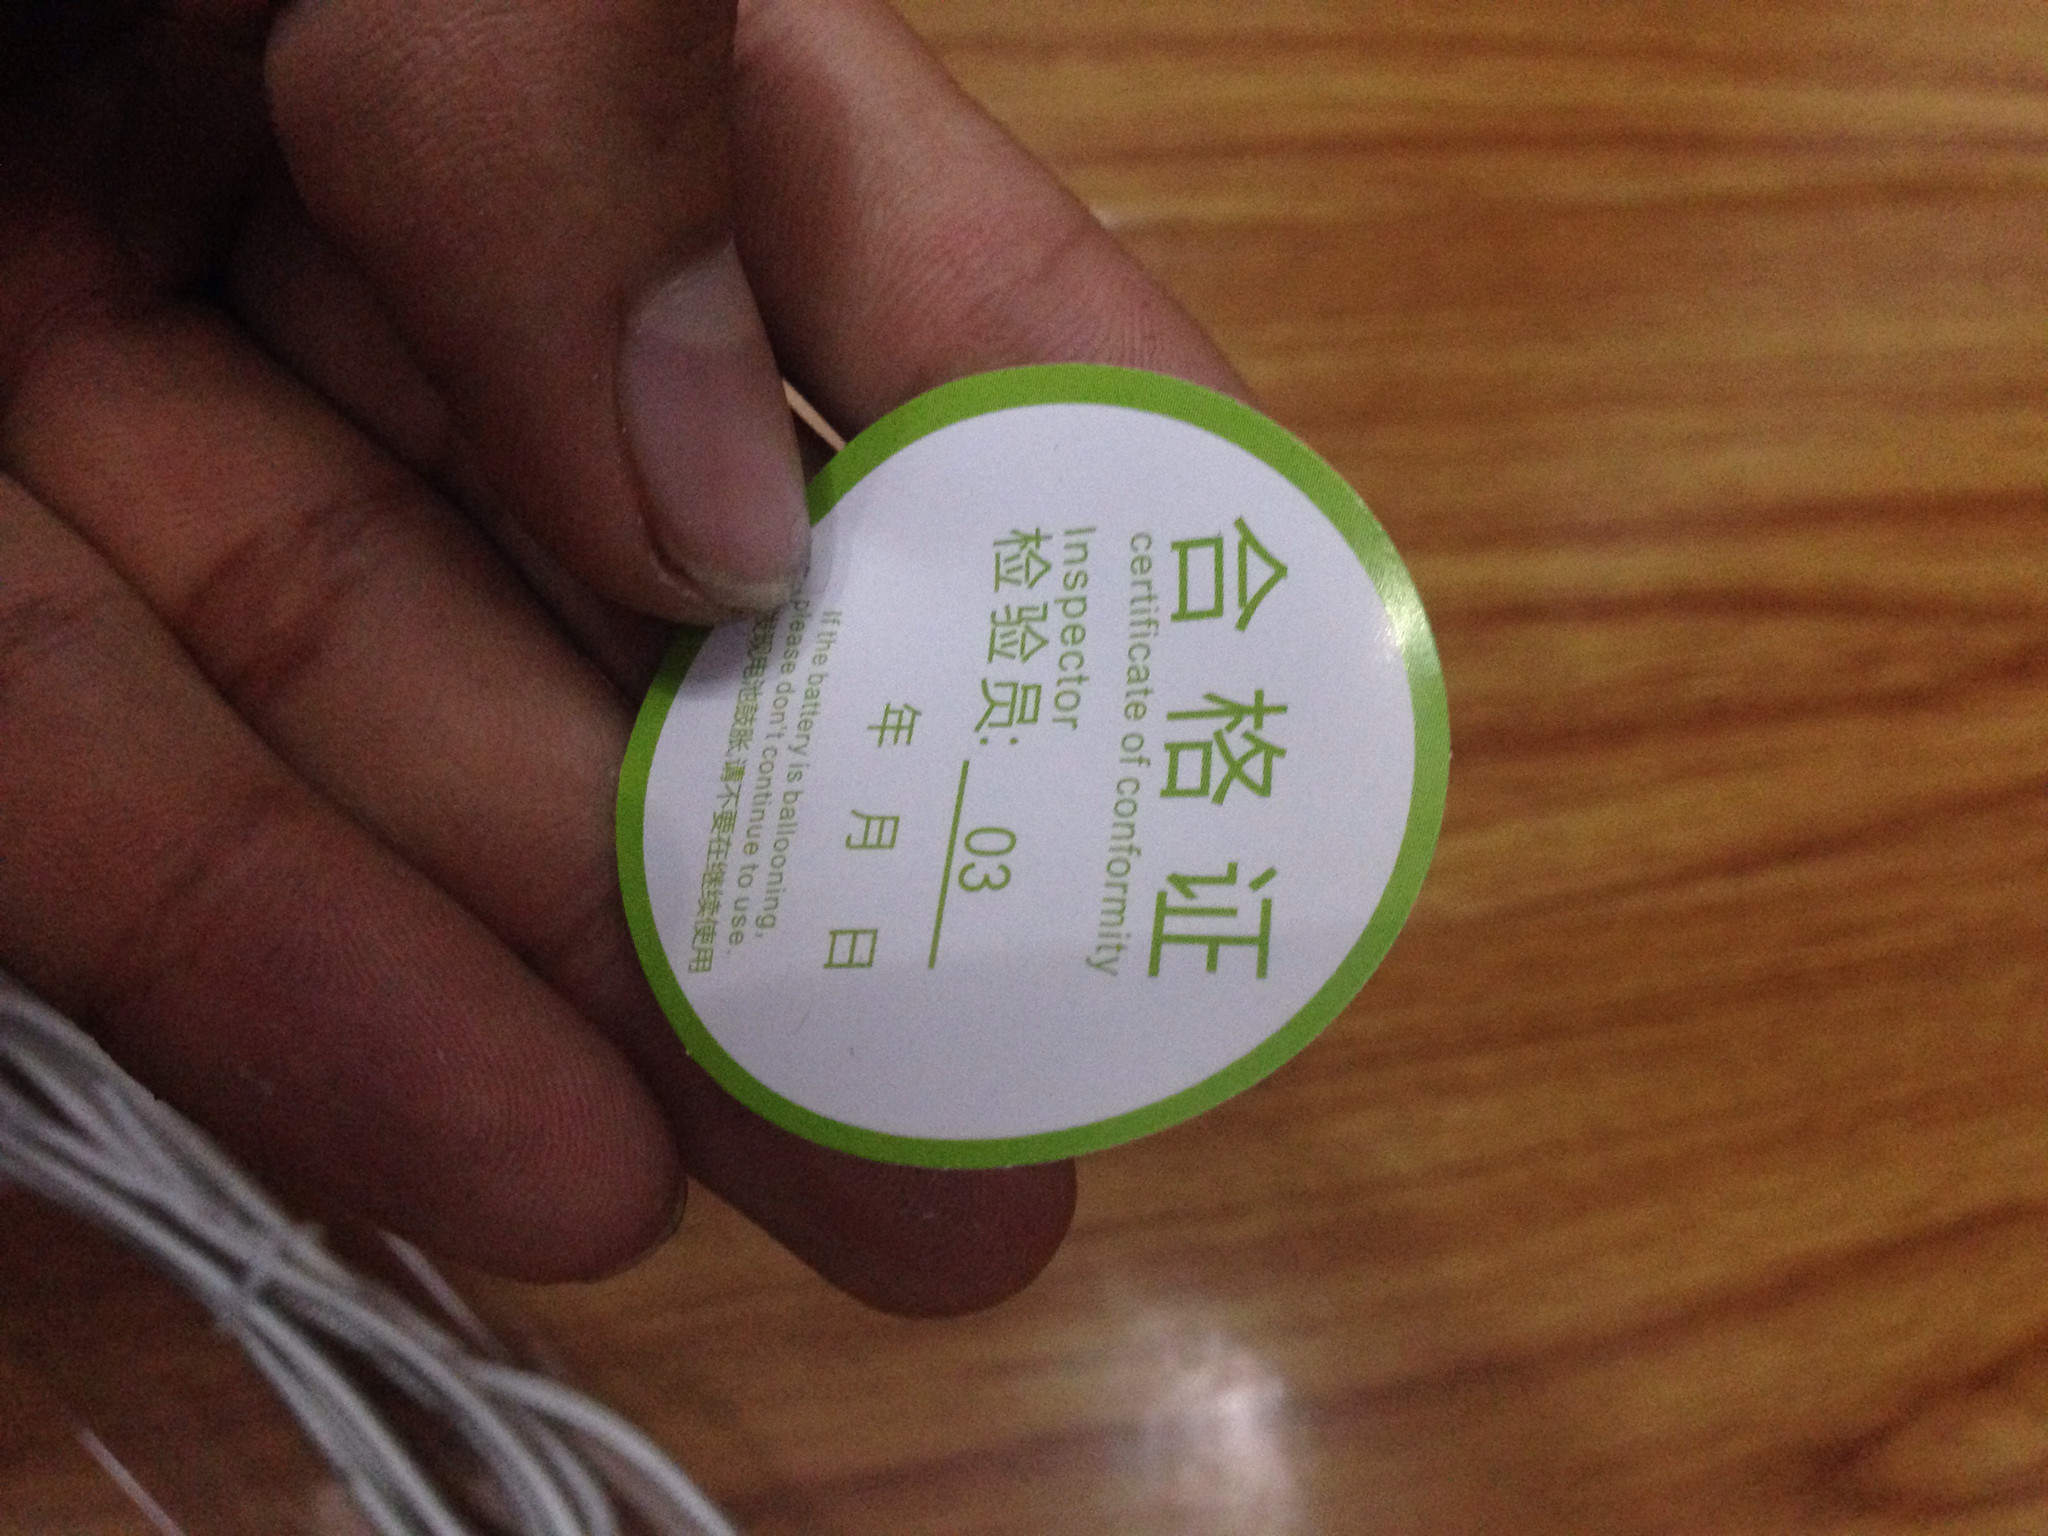 合格证
certificate of conformity
Inspector
检验员: 03
年 月 日
If the battery is ballooning,
please don't continue to use.
现电池鼓胀 请不要在继续使用